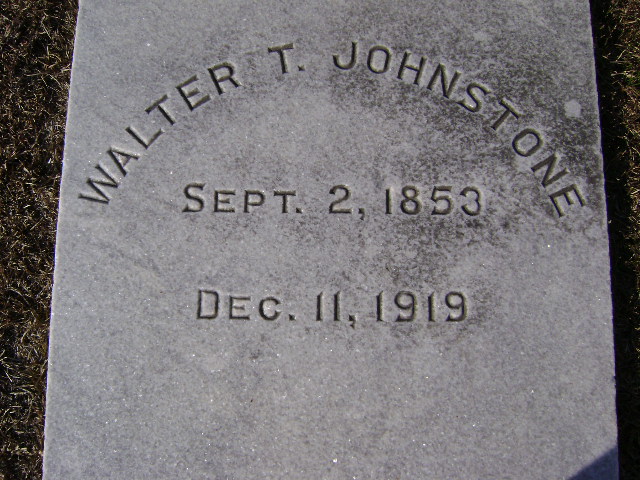 WALTER T. JOHNSTONE
SEPT. 2, 1853
DEC. 11, 1919